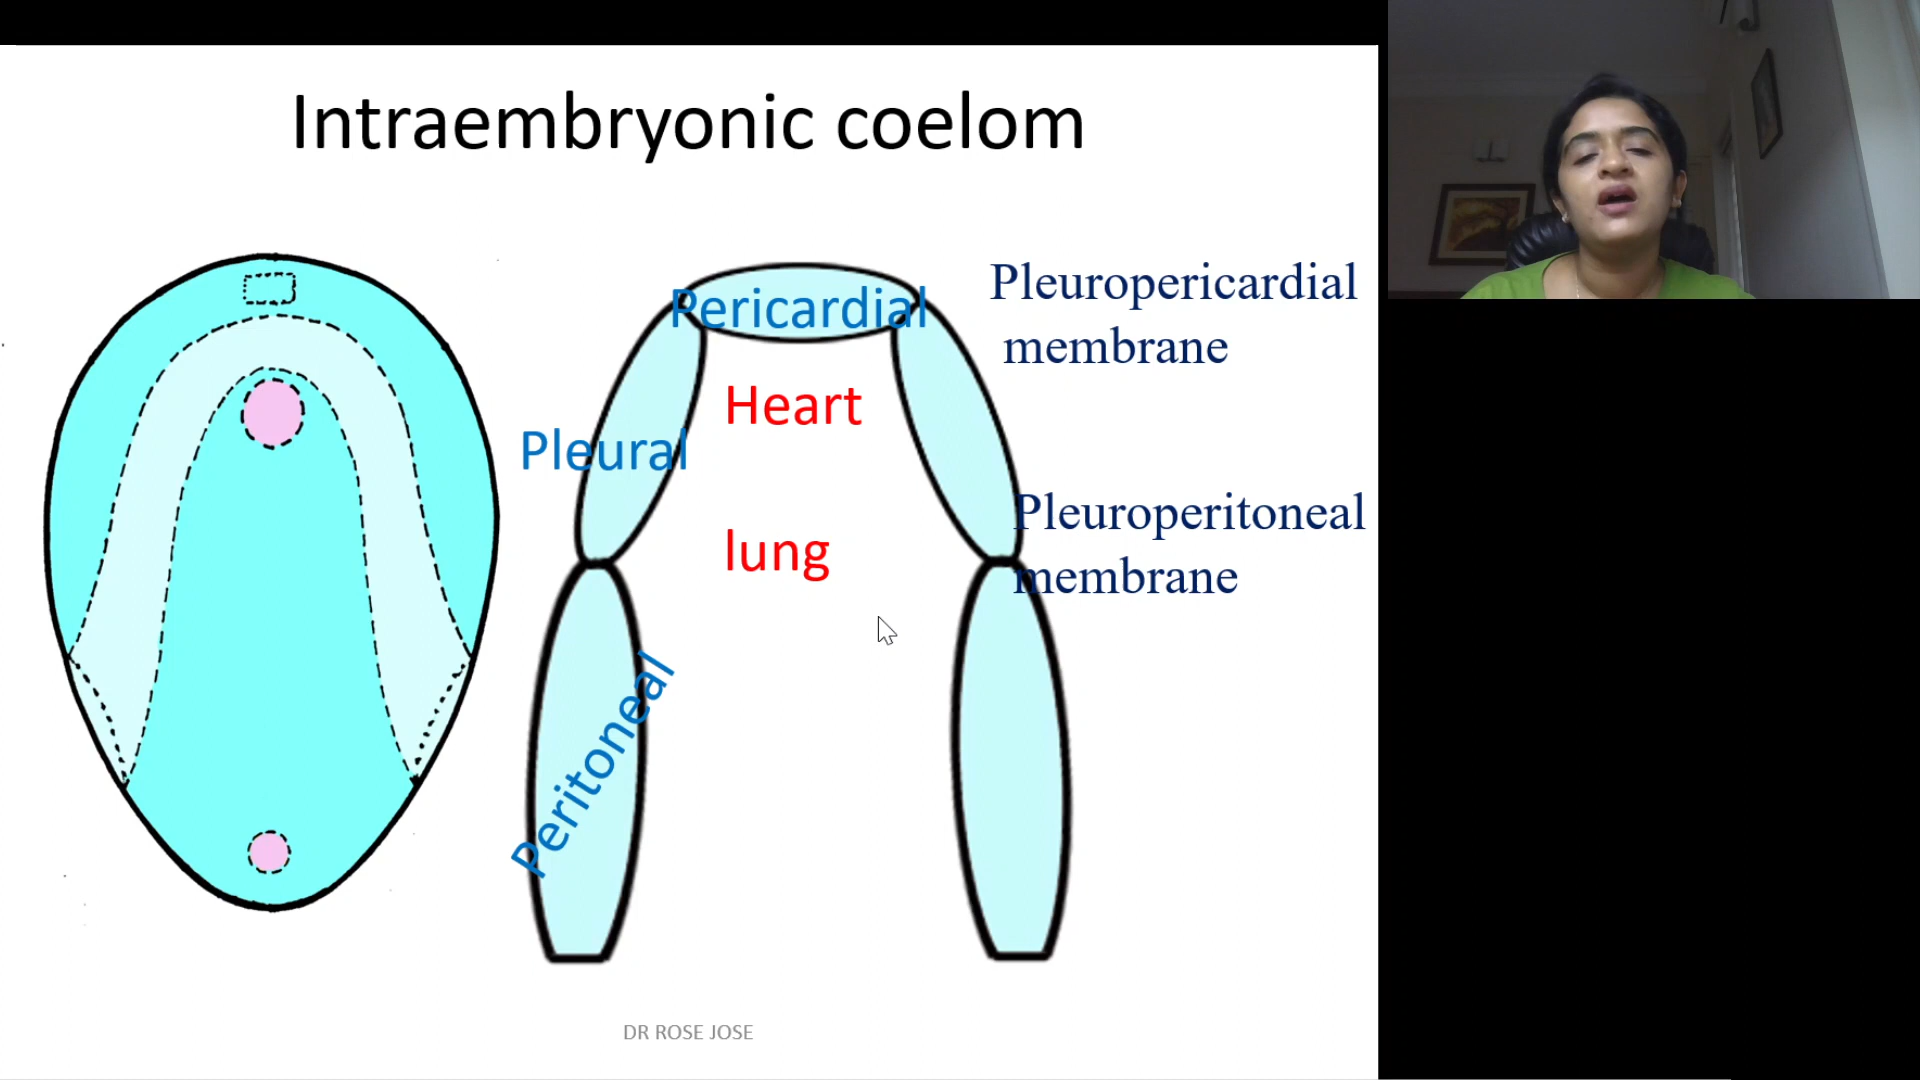 Intraembryonic coelom
Pericardial
Pleuropericardial
membrane
Heart
Pleural
lung
Pleuroperitoneal
membrane
Peritoneal
DR ROSE JOSE